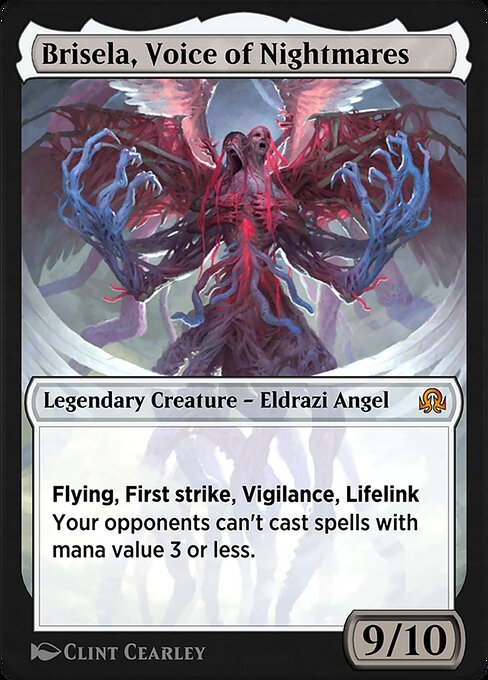 Brisela, Voice of Nightmares
Legendary Creature – Eldrazi Angel
Flying, First strike, Vigilance, Lifelink
Your opponents can't cast spells with
mana value 3 or less.
9/10
Clint Cearley